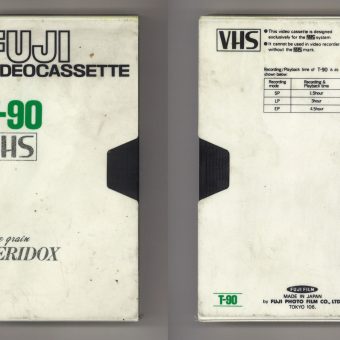 FUJI
IDEOCASSETTE
-90
HS
e grain
ERIDOX
VHS
● This video cassette is designed
exclusively for the VHS system
● It cannot be used in video recorder
without the VHS mark.
Recording/Playback time of T-90 is as
shown below:
Recording mode Recording & Playback time
SP 1.5hour
LP 3hour
EP 4.5hour
FUJI FILM
MADE IN JAPAN
T-90 by FUJI PHOTO FILM CO., LTD
TOKYO 106.